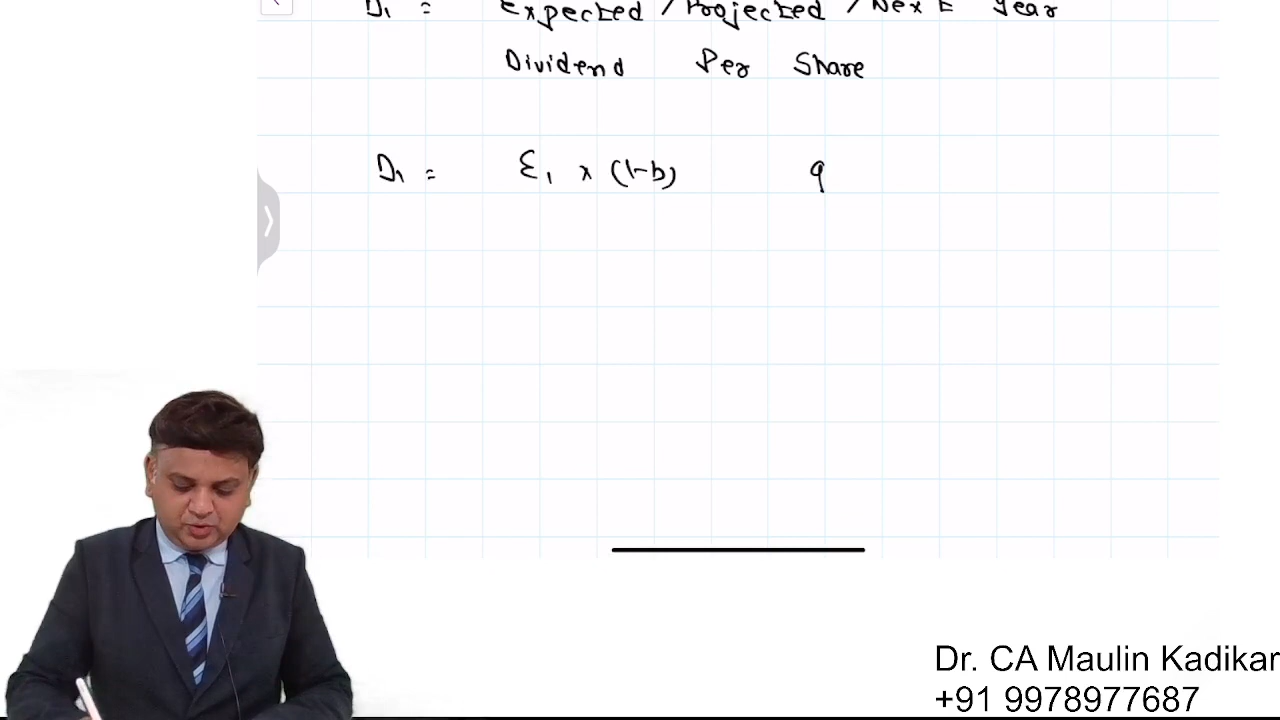 D₁ = Expected / Projected / Next Year
Dividend Per Share
D₁ = E₁ × (1-b)
Dr. CA Maulin Kadikar
+91 9978977687